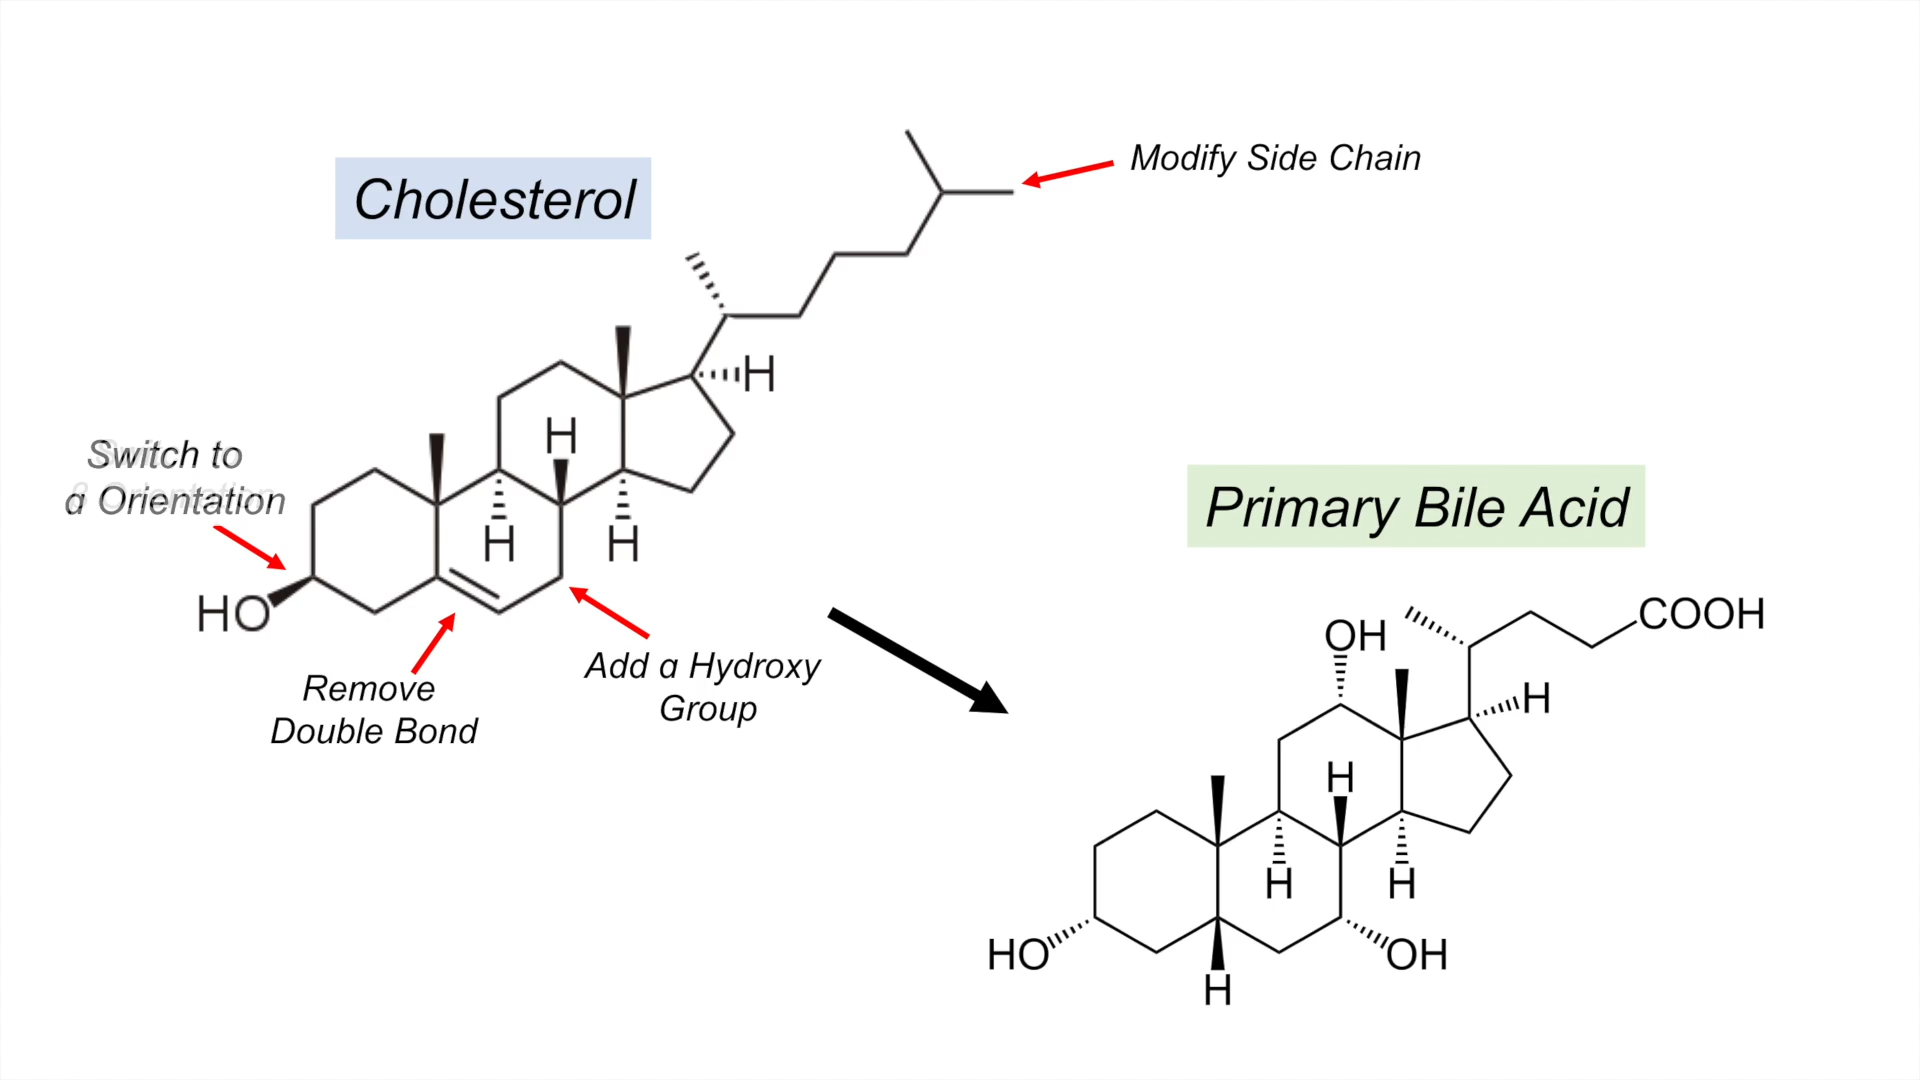 Cholesterol
Modify Side Chain
H
H
Switch to
α Orientation
H
H
HO
Remove
Double Bond
Add α Hydroxy
Group
Primary Bile Acid
OH
COOH
H
H
H
H
HO
OH
H